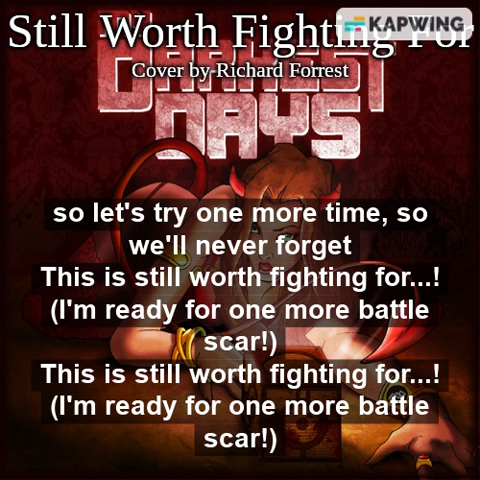 Still Worth Fighting For
KAPWING
Cover by Richard Forrest
DARKEST
DAYS
so let's try one more time, so
we'll never forget
This is still worth fighting for...!
(I'm ready for one more battle
scar!)
This is still worth fighting for...!
(I'm ready for one more battle
scar!)